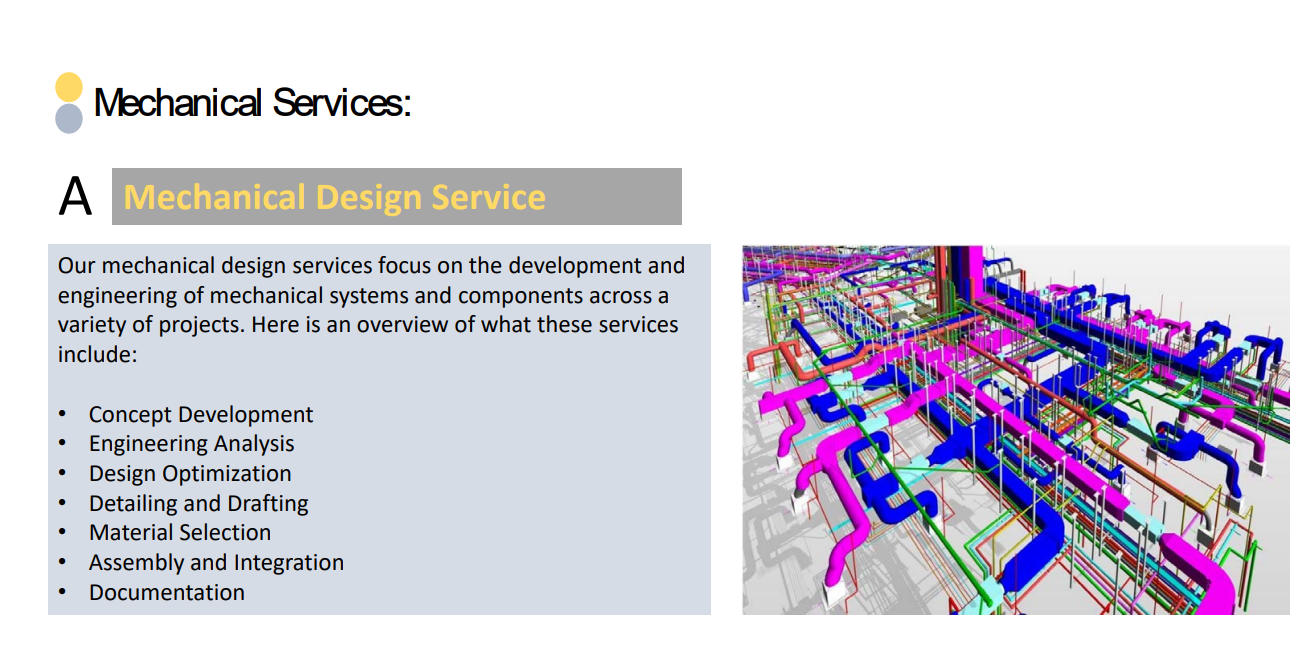 Mechanical Services:
A
Mechanical Design Service
Our mechanical design services focus on the development and
engineering of mechanical systems and components across a
variety of projects. Here is an overview of what these services
include:
• Concept Development
• Engineering Analysis
• Design Optimization
• Detailing and Drafting
• Material Selection
• Assembly and Integration
• Documentation